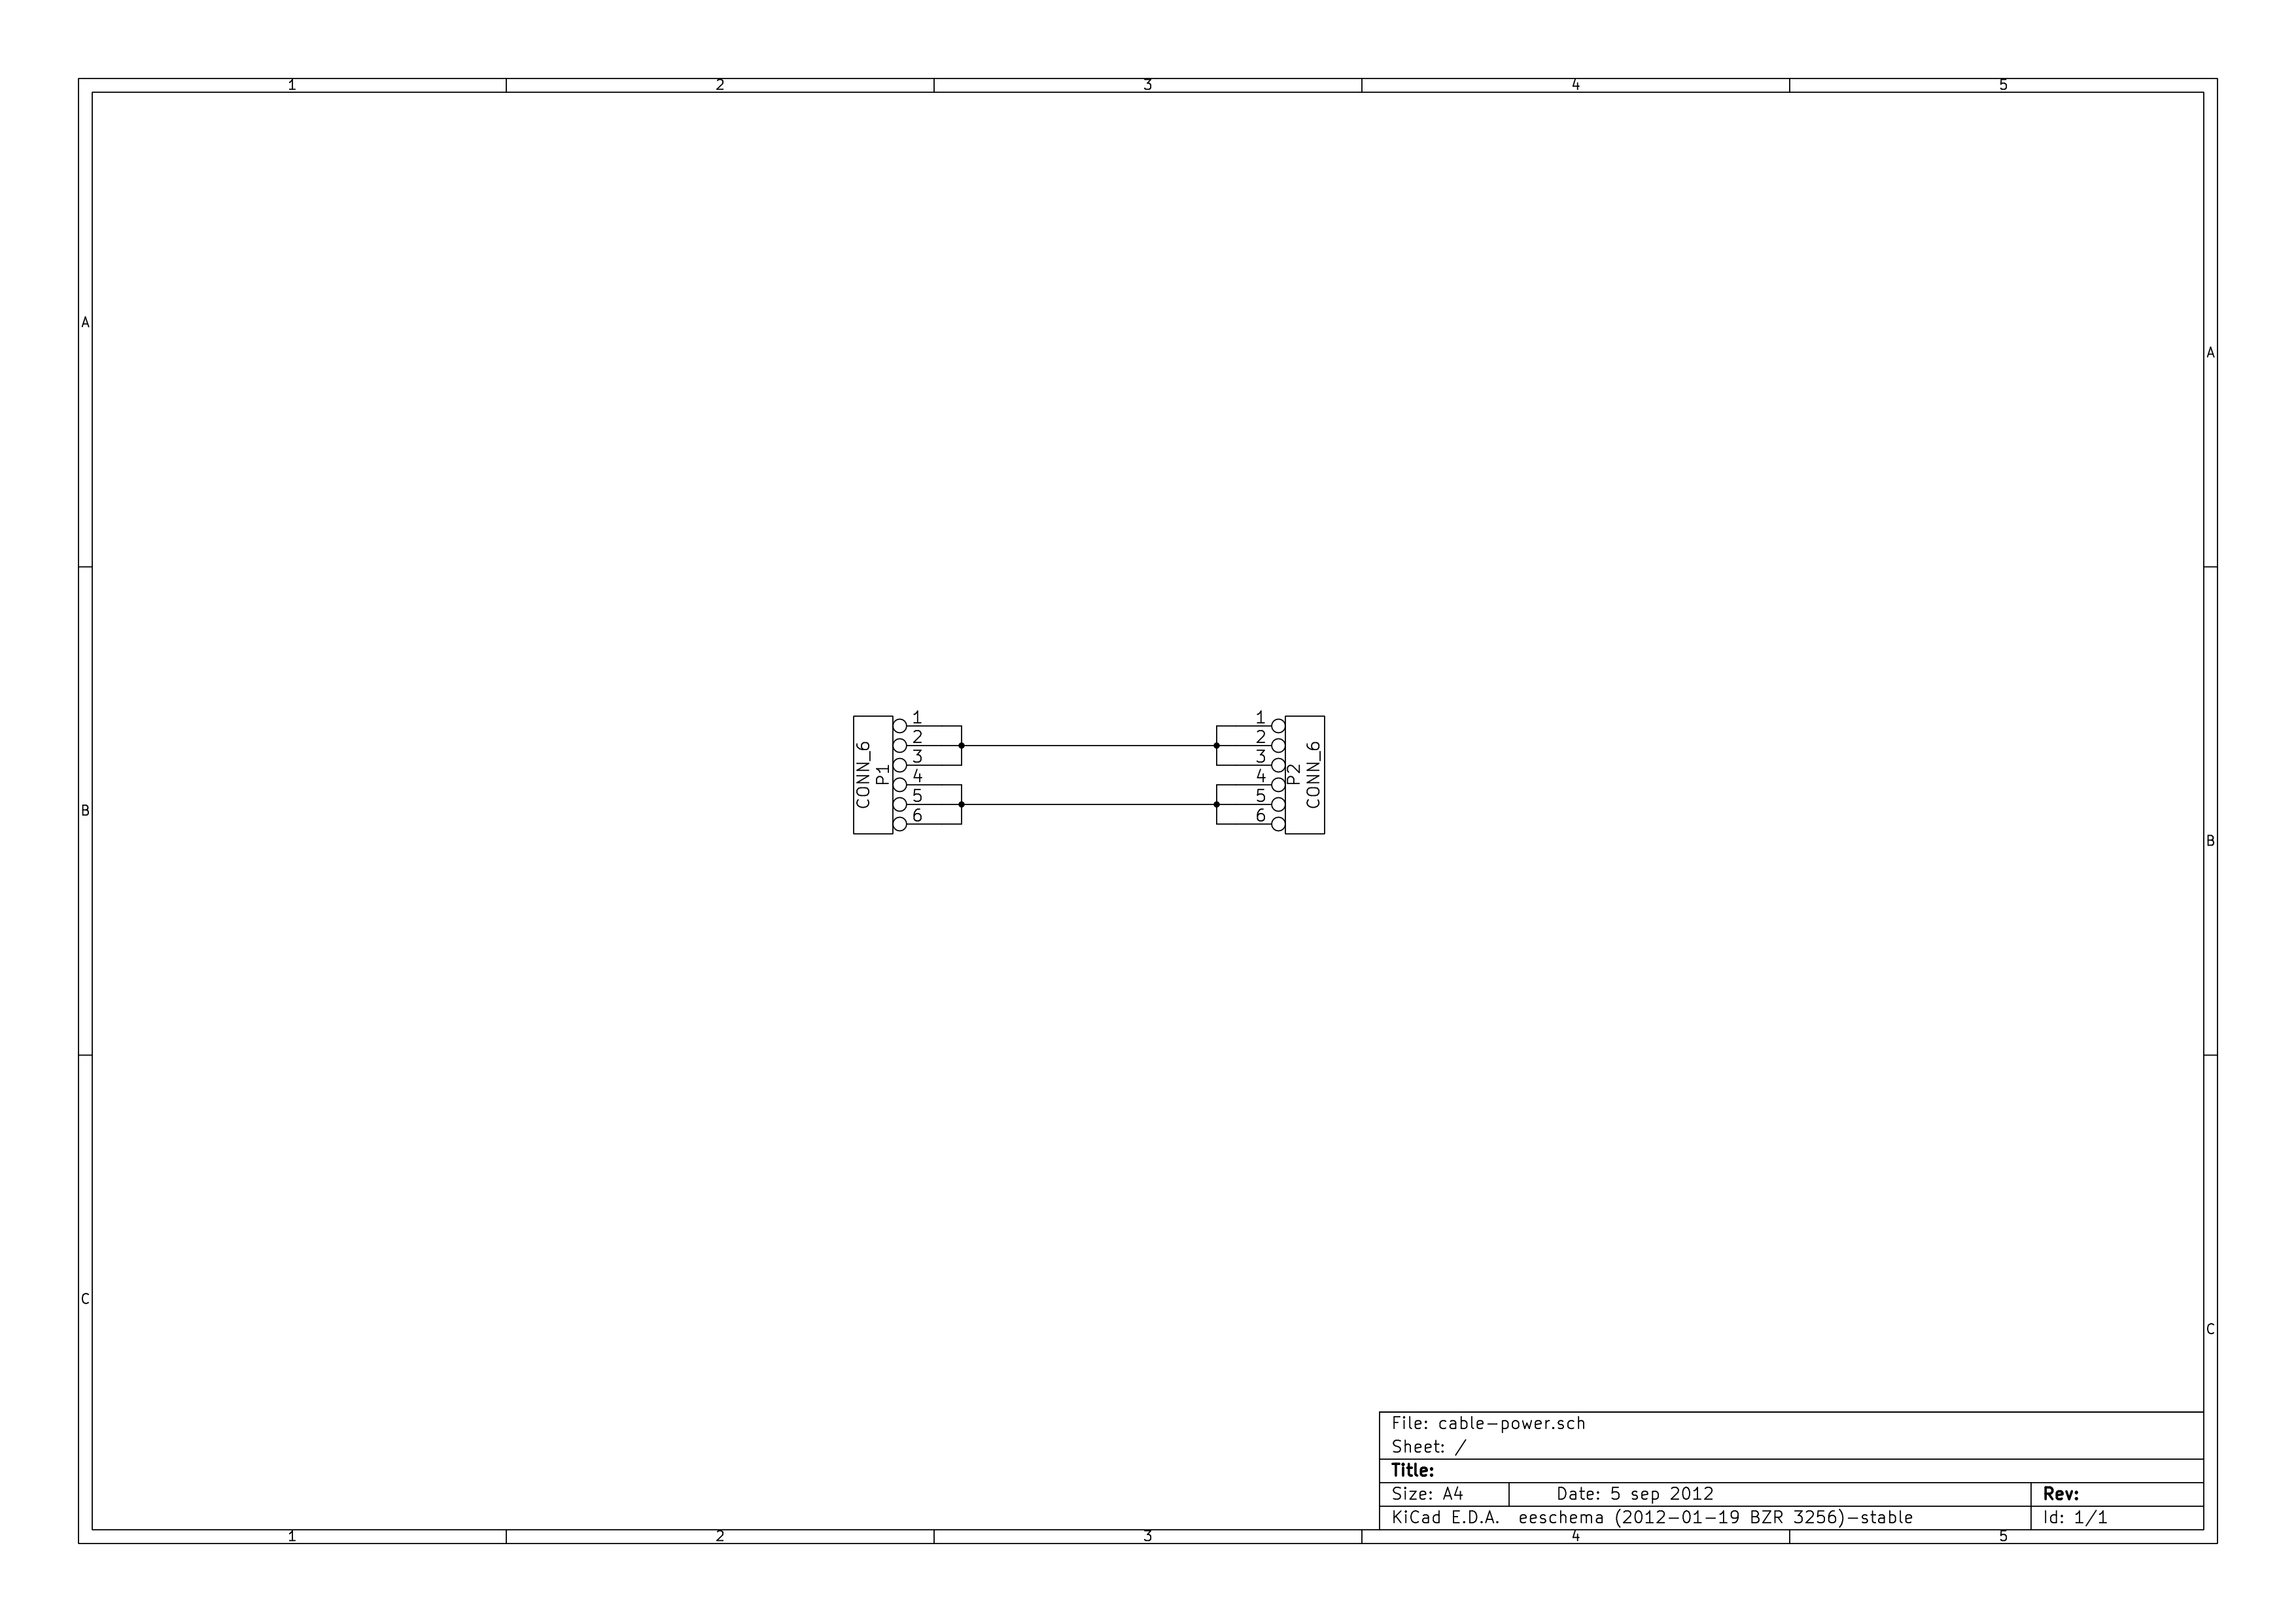 1 2 3 4 5
A A
B B
C C
CONN_6
P1
1
2
3
4
5
6
1
2
3
4
5
6
P2
CONN_6
File: cable-power.sch
Sheet: /
Title:
Size: A4 Date: 5 sep 2012 Rev:
KiCad E.D.A. eeschema (2012-01-19 BZR 3256)-stable Id: 1/1
1 2 3 4 5